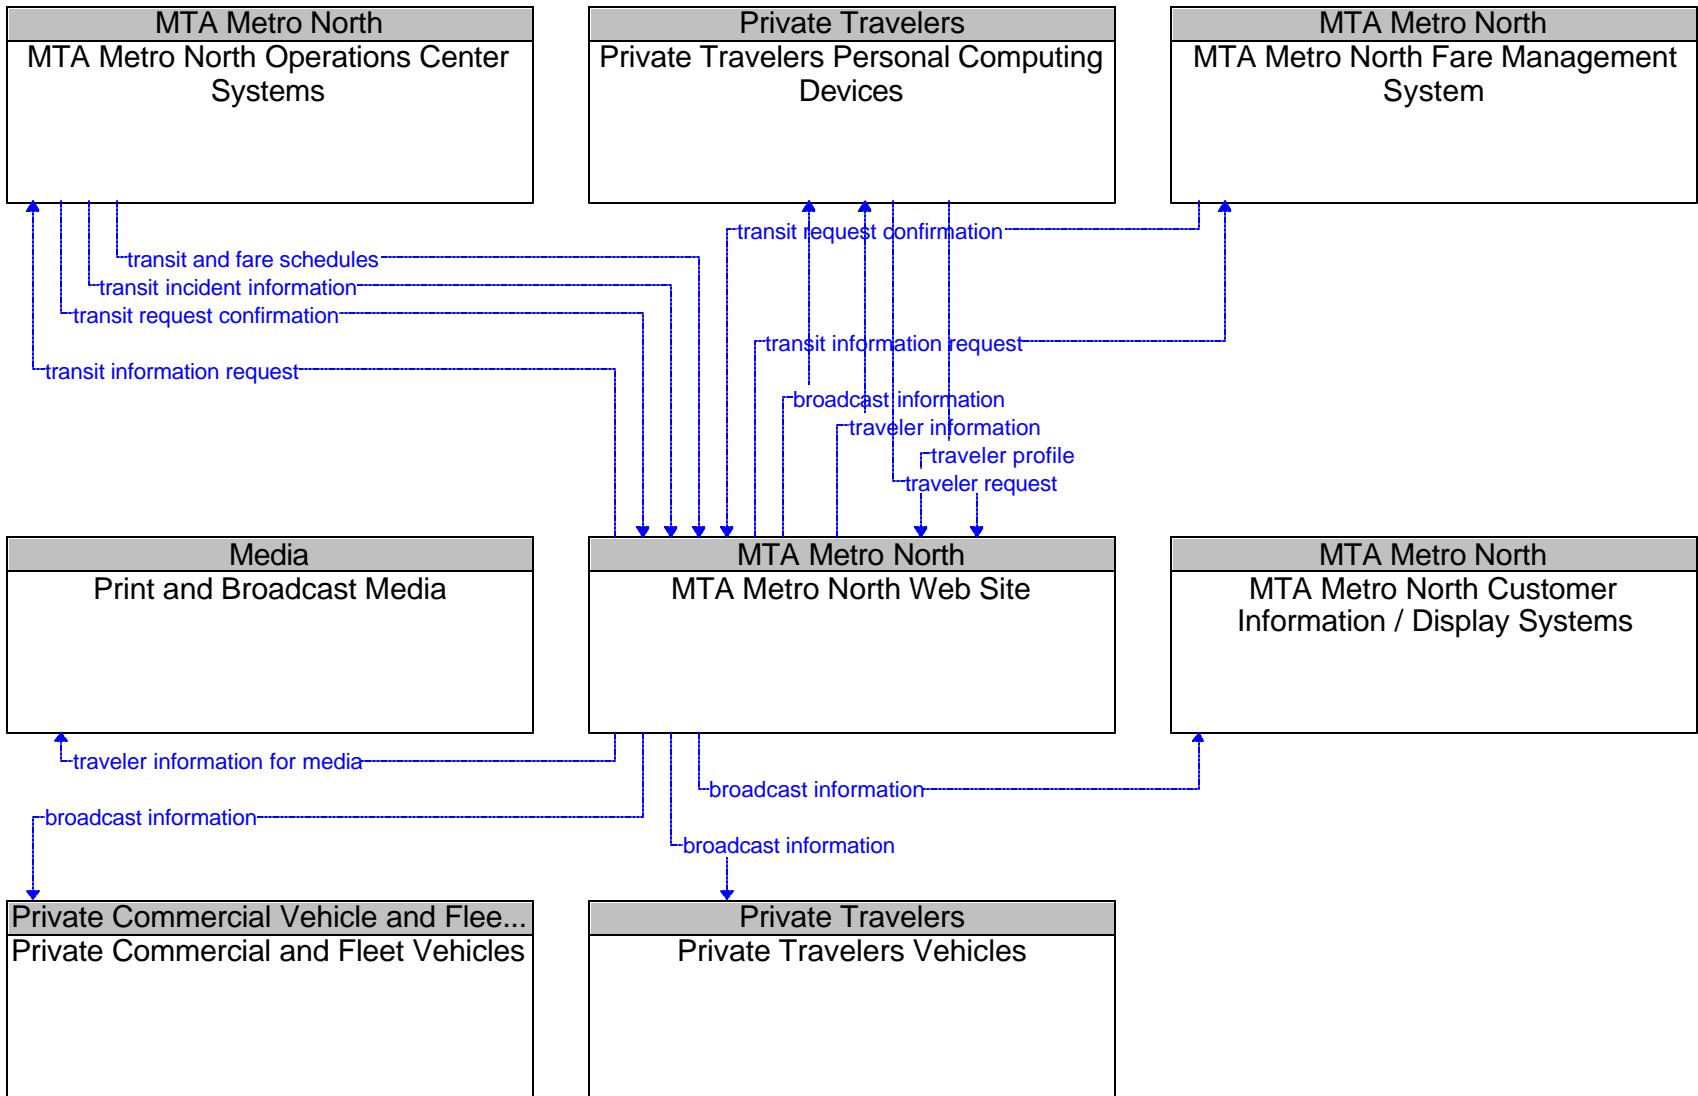 MTA Metro North
MTA Metro North Operations Center
Systems
Private Travelers
Private Travelers Personal Computing
Devices
MTA Metro North
MTA Metro North Fare Management
System
transit request confirmation
transit and fare schedules
transit incident information
transit request confirmation
transit information request
transit information request
broadcast information
traveler information
traveler profile
traveler request
Media
Print and Broadcast Media
MTA Metro North
MTA Metro North Web Site
MTA Metro North
MTA Metro North Customer
Information / Display Systems
traveler information for media
broadcast information
broadcast information
broadcast information
Private Commercial Vehicle and Flee...
Private Commercial and Fleet Vehicles
Private Travelers
Private Travelers Vehicles